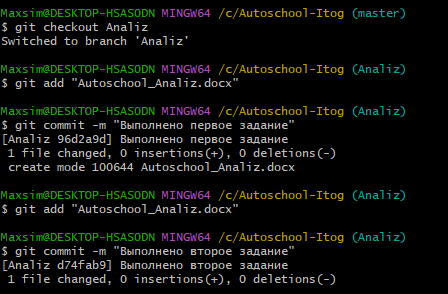 Maxsim@DESKTOP-HSASODN MINGW64 /c/Autoschool-Itog (master)
$ git checkout Analiz
Switched to branch 'Analiz'
Maxsim@DESKTOP-HSASODN MINGW64 /c/Autoschool-Itog (Analiz)
$ git add "Autoschool_Analiz.docx"
Maxsim@DESKTOP-HSASODN MINGW64 /c/Autoschool-Itog (Analiz)
$ git commit -m "Выполнено первое задание"
[Analiz 96d2a9d] Выполнено первое задание
 1 file changed, 0 insertions(+), 0 deletions(-)
 create mode 100644 Autoschool_Analiz.docx
Maxsim@DESKTOP-HSASODN MINGW64 /c/Autoschool-Itog (Analiz)
$ git add "Autoschool_Analiz.docx"
Maxsim@DESKTOP-HSASODN MINGW64 /c/Autoschool-Itog (Analiz)
$ git commit -m "Выполнено второе задание"
[Analiz d74fab9] Выполнено второе задание
 1 file changed, 0 insertions(+), 0 deletions(-)